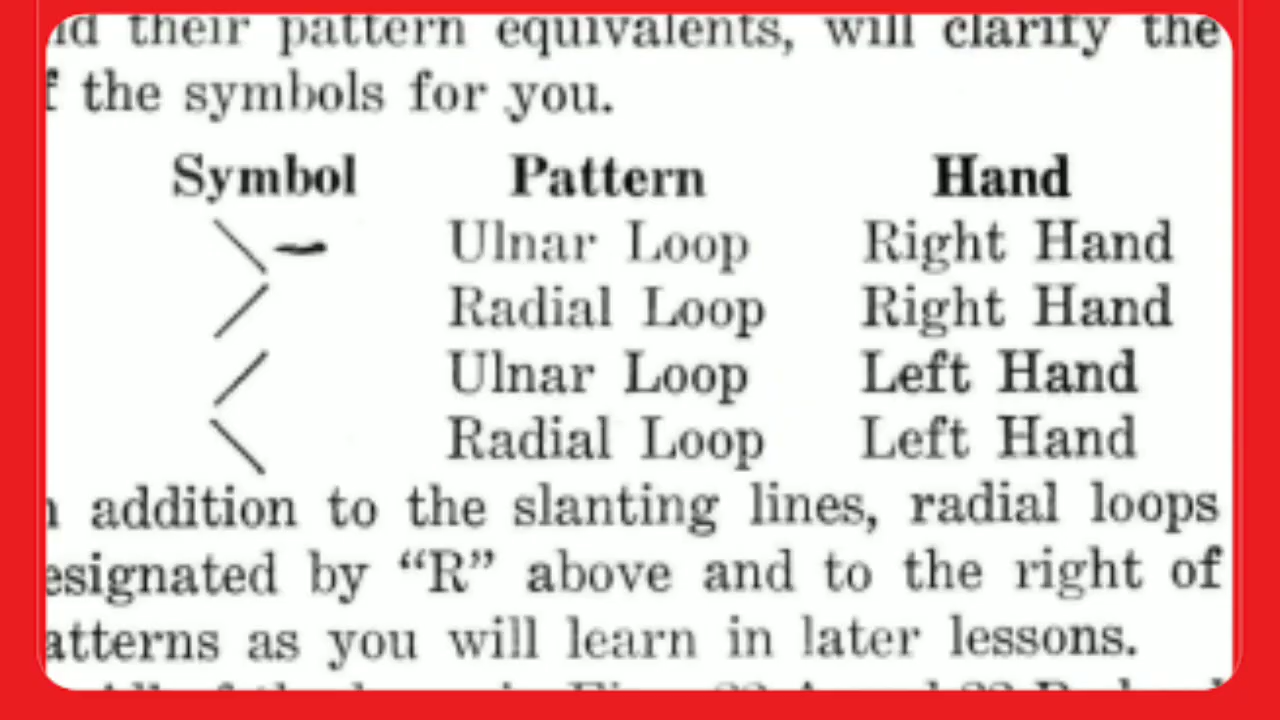 their pattern equivalents, will clarify the
the symbols for you.
Symbol Pattern Hand
\ Ulnar Loop Right Hand
/ Radial Loop Right Hand
/ Ulnar Loop Left Hand
\ Radial Loop Left Hand
addition to the slanting lines, radial loops
esignated by “R” above and to the right of
atterns as you will learn in later lessons.